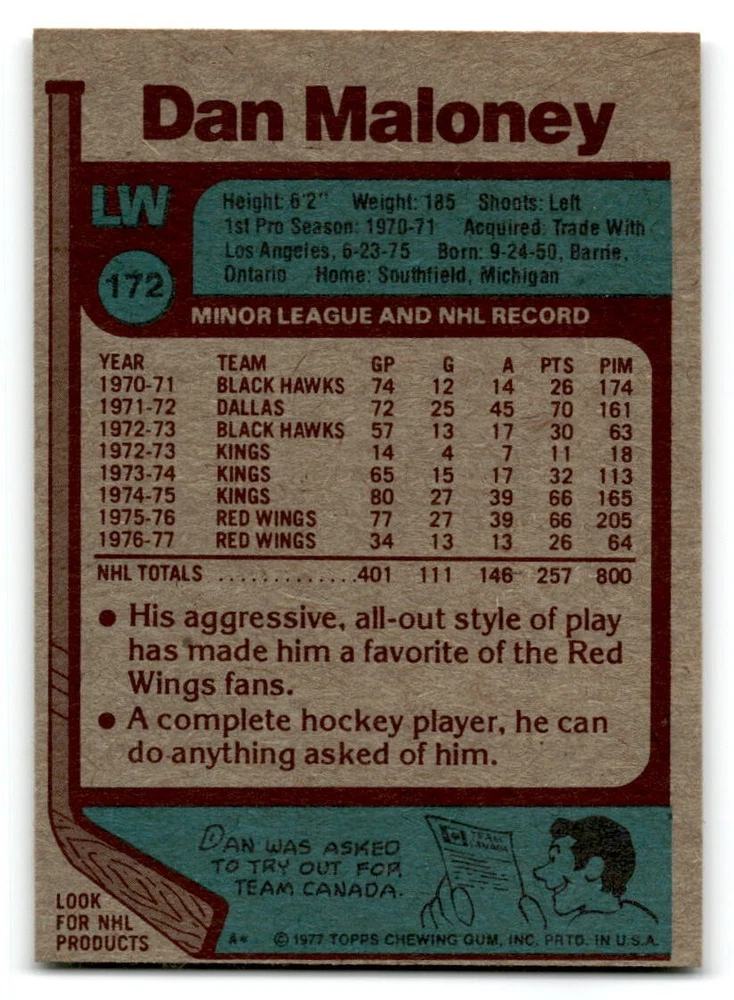 Dan Maloney
LW
172
Height: 6'2" Weight: 185 Shoots: Left
1st Pro Season: 1970-71 Acquired: Trade With
Los Angeles, 6-23-75 Born: 9-24-50, Barrie,
Ontario Home: Southfield, Michigan
MINOR LEAGUE AND NHL RECORD
YEAR TEAM GP G A PTS PIM
1970-71 BLACK HAWKS 74 12 14 26 174
1971-72 DALLAS 72 25 45 70 161
1972-73 BLACK HAWKS 57 13 17 30 63
1972-73 KINGS 14 4 7 11 18
1973-74 KINGS 65 15 17 32 113
1974-75 KINGS 80 27 39 66 165
1975-76 RED WINGS 77 27 39 66 205
1976-77 RED WINGS 34 13 13 26 64
NHL TOTALS ..............401 111 146 257 800
● His aggressive, all-out style of play
has made him a favorite of the Red
Wings fans.
● A complete hockey player, he can
do anything asked of him.
DAN WAS ASKED
TO TRY OUT FOR
TEAM CANADA.
TEAM
CANADA
LOOK
FOR NHL
PRODUCTS
A* © 1977 TOPPS CHEWING GUM, INC. PRTD. IN U.S.A.